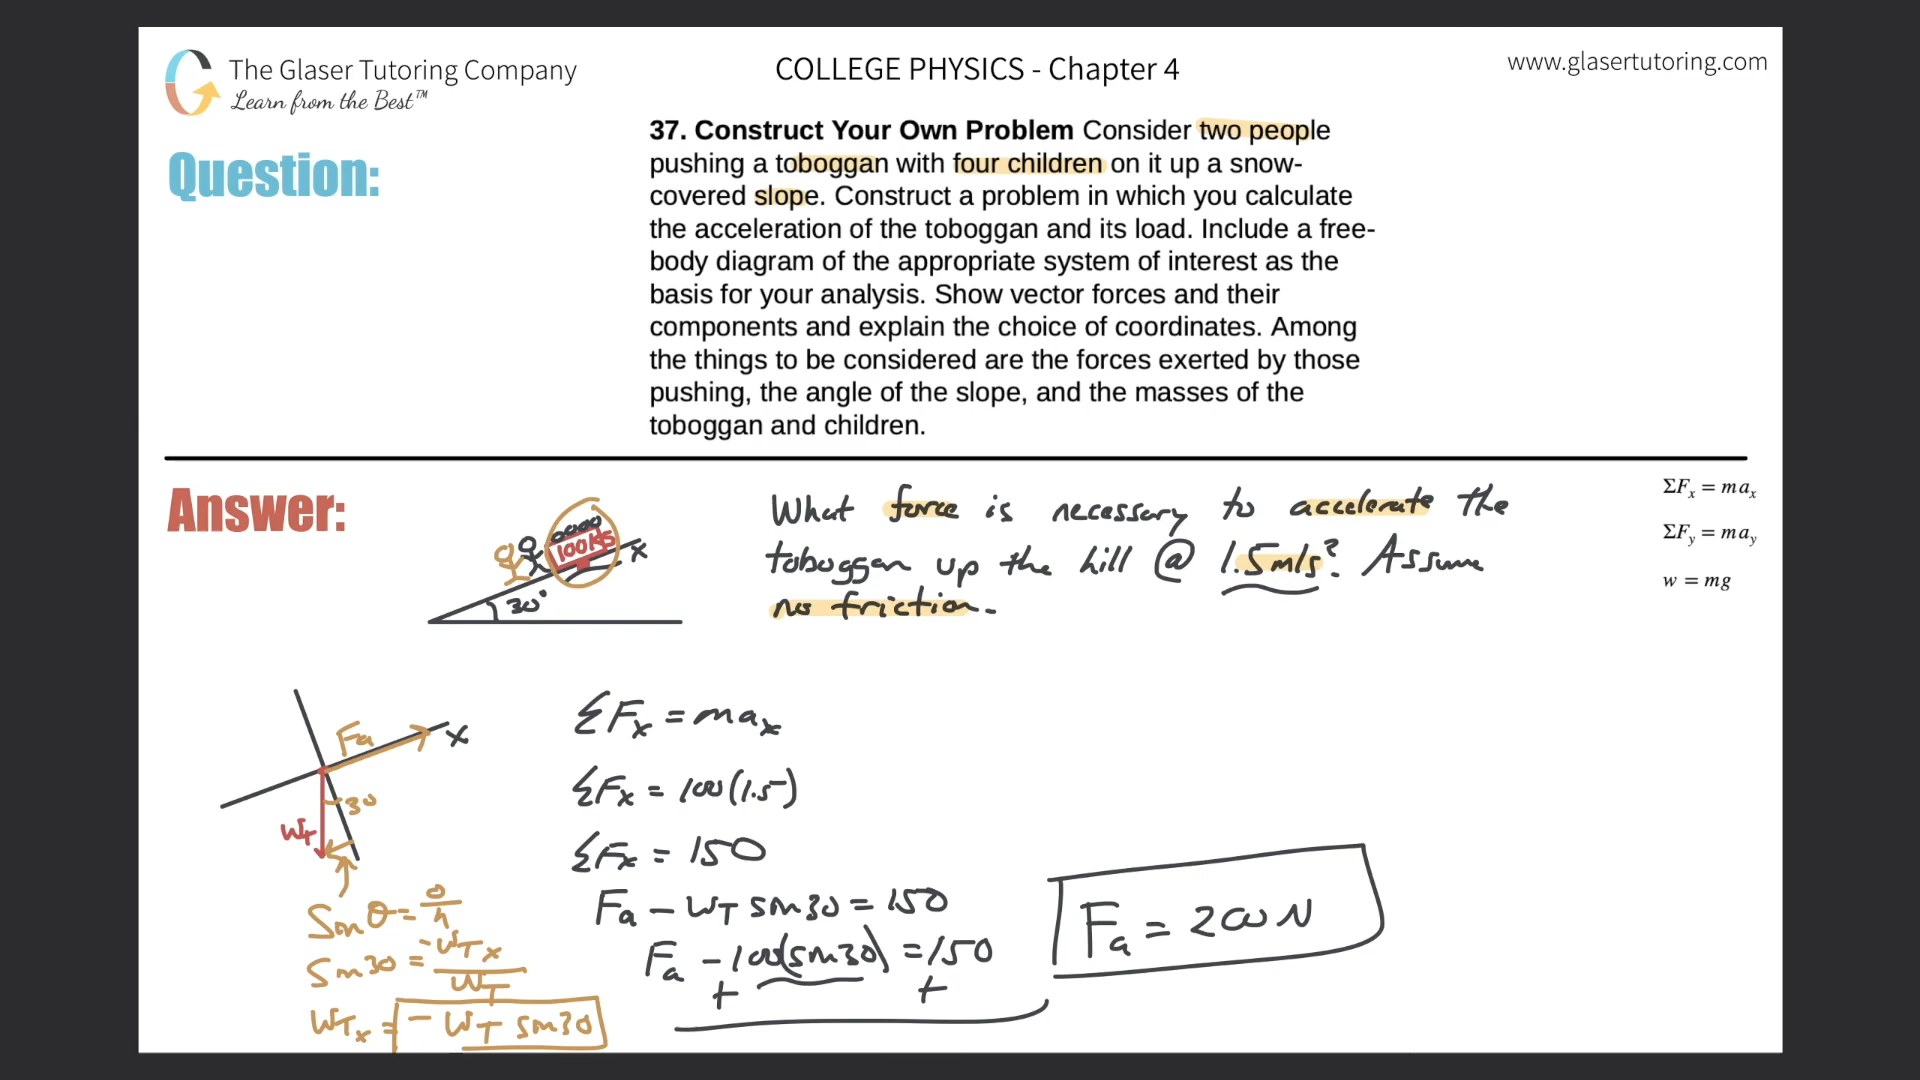 The Glaser Tutoring Company
Learn from the Best™
COLLEGE PHYSICS - Chapter 4
www.glasertutoring.com
Question:
37. Construct Your Own Problem Consider two people
pushing a toboggan with four children on it up a snow-
covered slope. Construct a problem in which you calculate
the acceleration of the toboggan and its load. Include a free-
body diagram of the appropriate system of interest as the
basis for your analysis. Show vector forces and their
components and explain the choice of coordinates. Among
the things to be considered are the forces exerted by those
pushing, the angle of the slope, and the masses of the
toboggan and children.
Answer:
100kg
x
30°
What force is necessary to accelerate the
toboggan up the hill @ 1.5m/s? Assume
no friction.
ΣFx = max
ΣFy = may
w = mg
Fa
x
30
WT
Sin θ = o/h
Sin 30 = -WTx/WT
WTx = - WT sin30
ΣFx = max
ΣFx = 100(1.5)
ΣFx = 150
Fa - WT sin30 = 150
Fa - 100(sin30) = 150
+ +
Fa = 200N